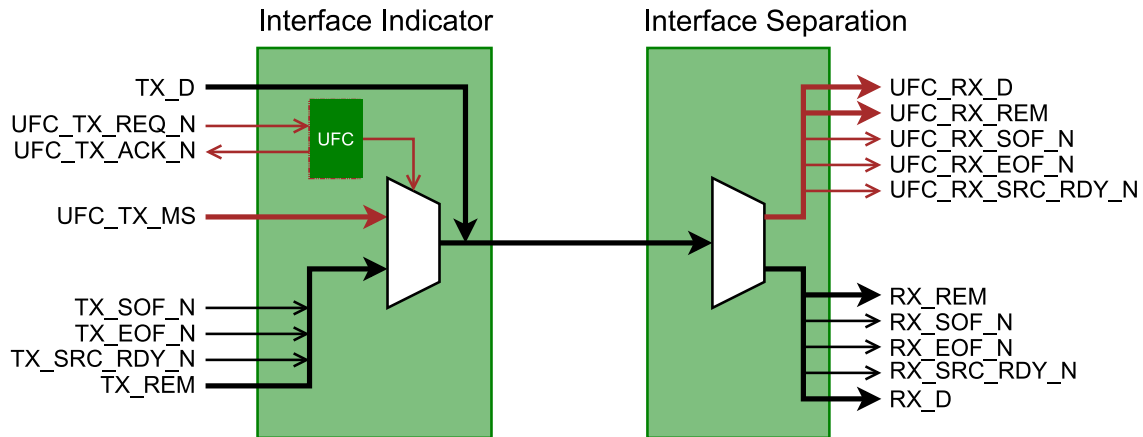 Interface Indicator
Interface Separation
TX_D
UFC_TX_REQ_N
UFC_TX_ACK_N
UFC
UFC_TX_MS
TX_SOF_N
TX_EOF_N
TX_SRC_RDY_N
TX_REM
UFC_RX_D
UFC_RX_REM
UFC_RX_SOF_N
UFC_RX_EOF_N
UFC_RX_SRC_RDY_N
RX_REM
RX_SOF_N
RX_EOF_N
RX_SRC_RDY_N
RX_D